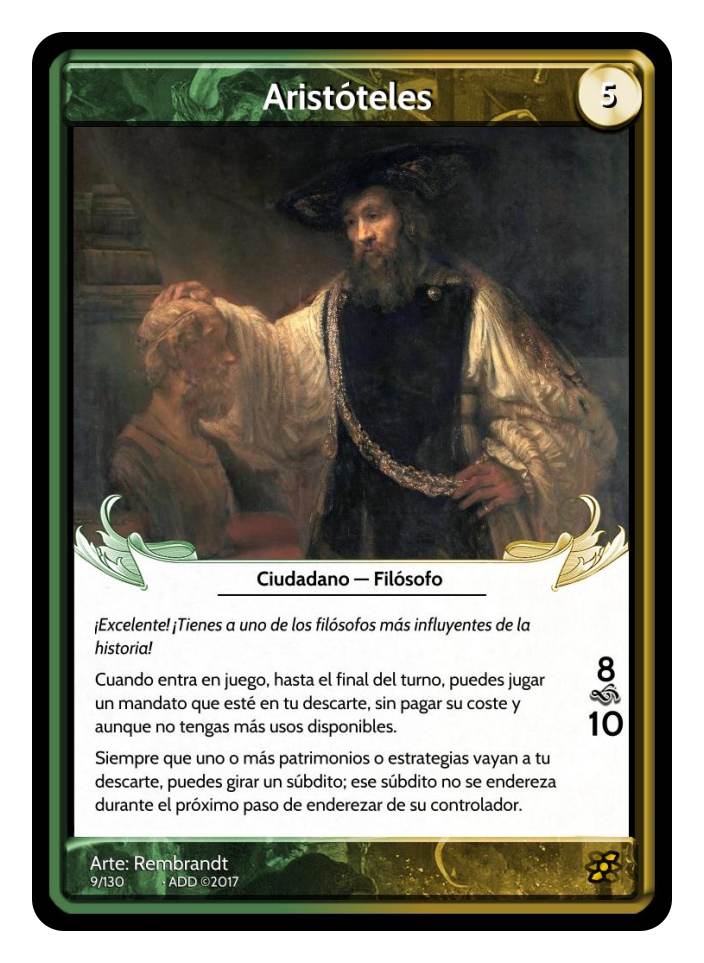 Aristóteles
5
Ciudadano — Filósofo
¡Excelente! ¡Tienes a uno de los filósofos más influyentes de la
historia!
Cuando entra en juego, hasta el final del turno, puedes jugar
un mandato que esté en tu descarte, sin pagar su coste y
aunque no tengas más usos disponibles.
Siempre que uno o más patrimonios o estrategias vayan a tu
descarte, puedes girar un súbdito; ese súbdito no se endereza
durante el próximo paso de enderezar de su controlador.
8
10
Arte: Rembrandt
9/130 · ADD ©2017